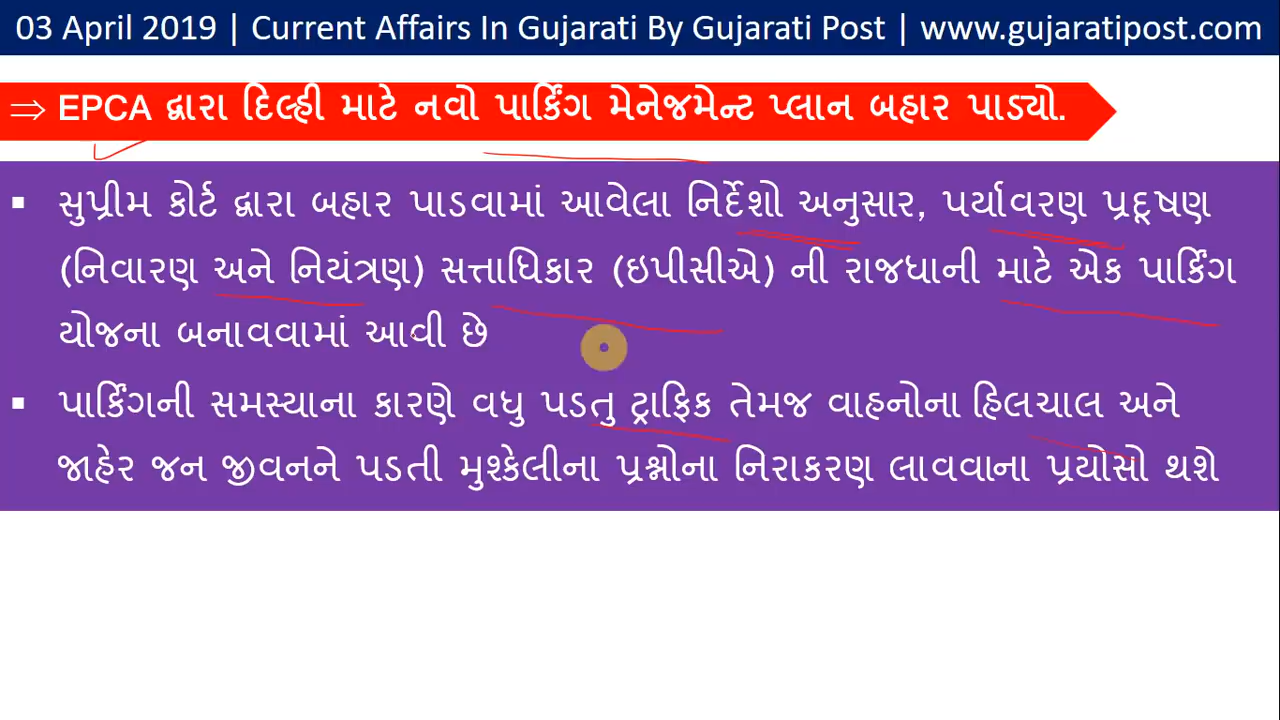 03 April 2019 | Current Affairs In Gujarati By Gujarati Post | www.gujaratipost.com
⇒ EPCA દ્વારા દિલ્હી માટે નવો પાર્કિંગ મેનેજમેન્ટ પ્લાન બહાર પાડ્યો.
▪ સુપ્રીમ કોર્ટ દ્વારા બહાર પાડવામાં આવેલા નિર્દેશો અનુસાર, પર્યાવરણ પ્રદૂષણ
(નિવારણ અને નિયંત્રણ) સત્તાધિકાર (ઇપીસીએ) ની રાજધાની માટે એક પાર્કિંગ
યોજના બનાવવામાં આવી છે
▪ પાર્કિંગની સમસ્યાના કારણે વધુ પડતુ ટ્રાફિક તેમજ વાહનોના હિલચાલ અને
જાહેર જન જીવનને પડતી મુશ્કેલીના પ્રશ્નોના નિરાકરણ લાવવાના પ્રયોસો થશે